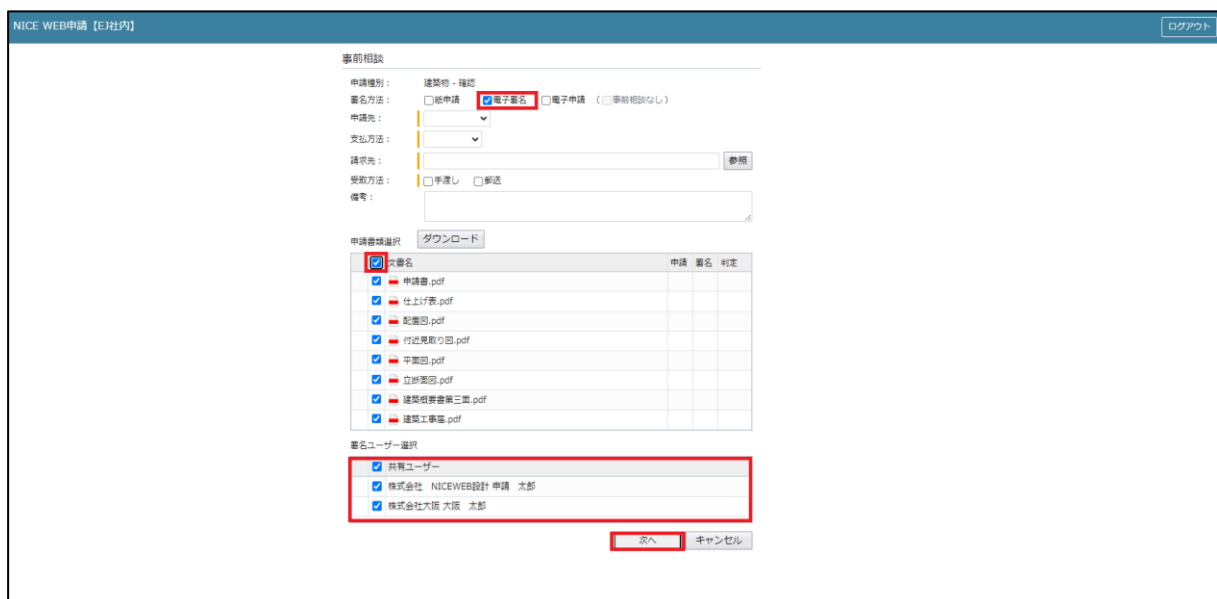 NICE WEB申請【EJ社内】 ログアウト
事前相談
申請種別： 建築物 - 確認
署名方法： 紙申請 電子署名 電子申請 （ 事前相談なし）
申請先：
支払方法：
請求先： 参照
受取方法： 手渡し 郵送
備考：
申請書類選択 ダウンロード
文書名 申請 署名 判定
申請書.pdf
仕上げ表.pdf
配置図.pdf
付近見取り図.pdf
平面図.pdf
立断面図.pdf
建築概要書第三面.pdf
建築工事届.pdf
署名ユーザー選択
共有ユーザー
株式会社　NICEWEB設計 申請　太郎
株式会社大阪 大阪　太郎
次へ キャンセル